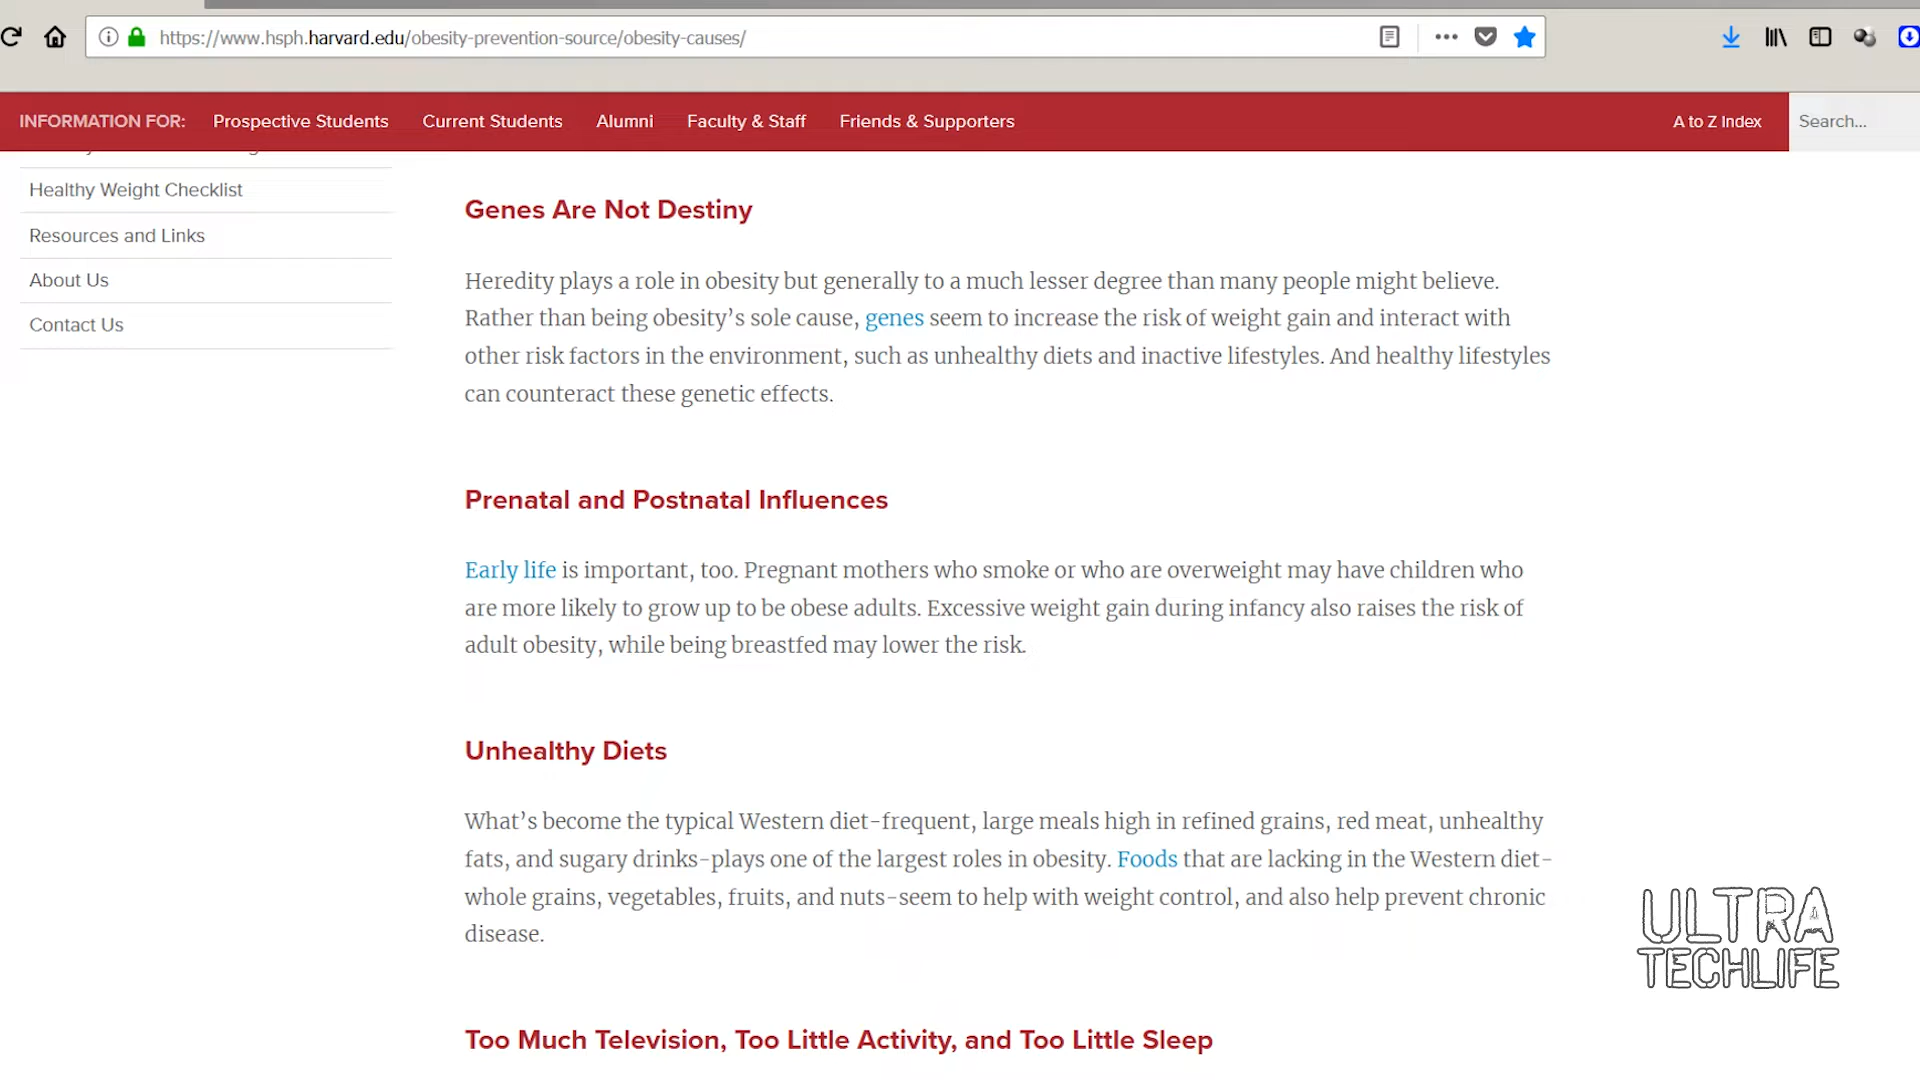 https://www.hsph.harvard.edu/obesity-prevention-source/obesity-causes/
INFORMATION FOR: Prospective Students Current Students Alumni Faculty & Staff Friends & Supporters A to Z Index Search...
Healthy Weight Checklist
Resources and Links
About Us
Contact Us
Genes Are Not Destiny
Heredity plays a role in obesity but generally to a much lesser degree than many people might believe.
Rather than being obesity’s sole cause, genes seem to increase the risk of weight gain and interact with
other risk factors in the environment, such as unhealthy diets and inactive lifestyles. And healthy lifestyles
can counteract these genetic effects.
Prenatal and Postnatal Influences
Early life is important, too. Pregnant mothers who smoke or who are overweight may have children who
are more likely to grow up to be obese adults. Excessive weight gain during infancy also raises the risk of
adult obesity, while being breastfed may lower the risk.
Unhealthy Diets
What’s become the typical Western diet–frequent, large meals high in refined grains, red meat, unhealthy
fats, and sugary drinks–plays one of the largest roles in obesity. Foods that are lacking in the Western diet–
whole grains, vegetables, fruits, and nuts–seem to help with weight control, and also help prevent chronic
disease.
Too Much Television, Too Little Activity, and Too Little Sleep
ULTRA
TECHLIFE